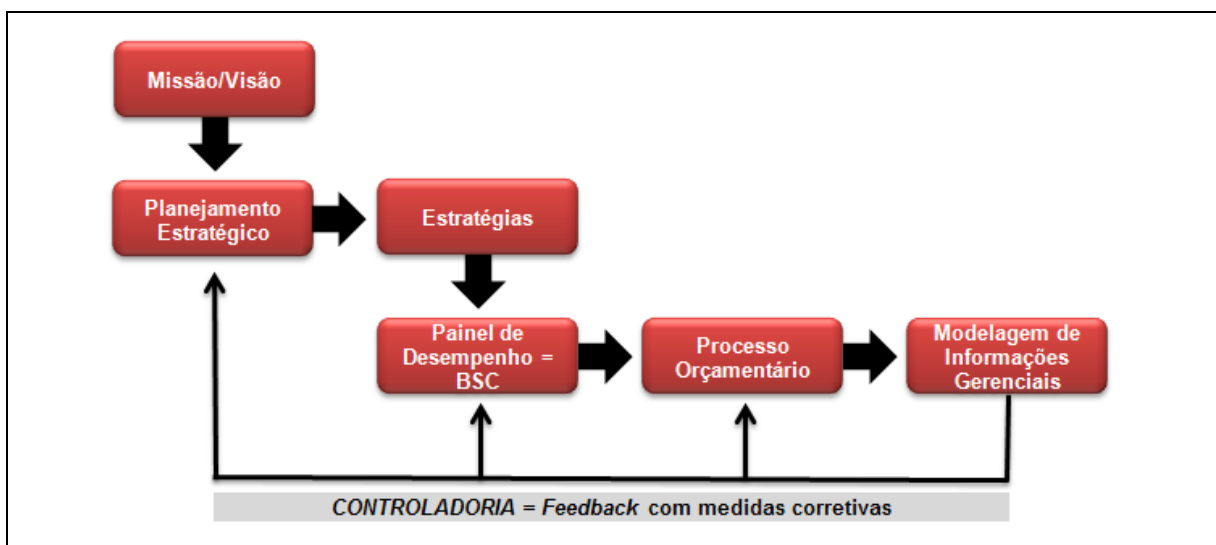 Missão/Visão
Planejamento
Estratégico
Estratégias
Painel de
Desempenho =
BSC
Processo
Orçamentário
Modelagem de
Informações
Gerenciais
CONTROLADORIA = Feedback com medidas corretivas